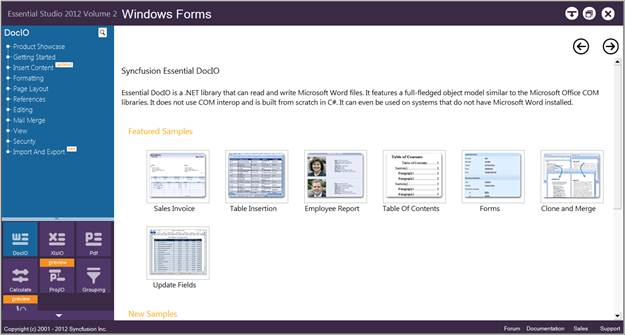 Essential Studio 2012 Volume 2 Windows Forms
DocIO
Product Showcase
Getting Started
Insert Content
Formatting
Page Layout
References
Editing
Mail Merge
View
Security
Import And Export
Syncfusion Essential DocIO
Essential DocIO is a .NET library that can read and write Microsoft Word files. It features a full-fledged object model similar to the Microsoft Office COM
libraries. It does not use COM interop and is built from scratch in C#. It can even be used on systems that do not have Microsoft Word installed.
Featured Samples
Table of Contents
Sales Invoice
Table Insertion
Employee Report
Table Of Contents
Forms
Clone and Merge
Update Fields
New Samples
DocIO
XlsIO
Pdf
preview
Calculate
ProjIO
Grouping
preview
Copyright (c) 2001 - 2012 Syncfusion Inc.
Forum Documentation Sales Support